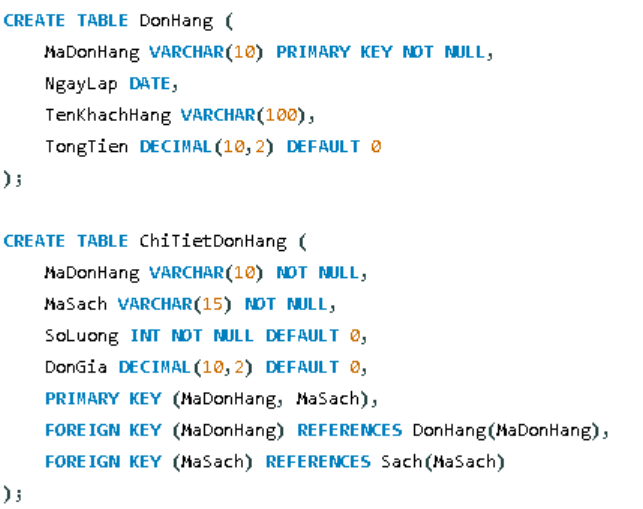 CREATE TABLE DonHang (
    MaDonHang VARCHAR(10) PRIMARY KEY NOT NULL,
    NgayLap DATE,
    TenKhachHang VARCHAR(100),
    TongTien DECIMAL(10,2) DEFAULT 0
);
CREATE TABLE ChiTietDonHang (
    MaDonHang VARCHAR(10) NOT NULL,
    MaSach VARCHAR(15) NOT NULL,
    SoLuong INT NOT NULL DEFAULT 0,
    DonGia DECIMAL(10,2) DEFAULT 0,
    PRIMARY KEY (MaDonHang, MaSach),
    FOREIGN KEY (MaDonHang) REFERENCES DonHang(MaDonHang),
    FOREIGN KEY (MaSach) REFERENCES Sach(MaSach)
);